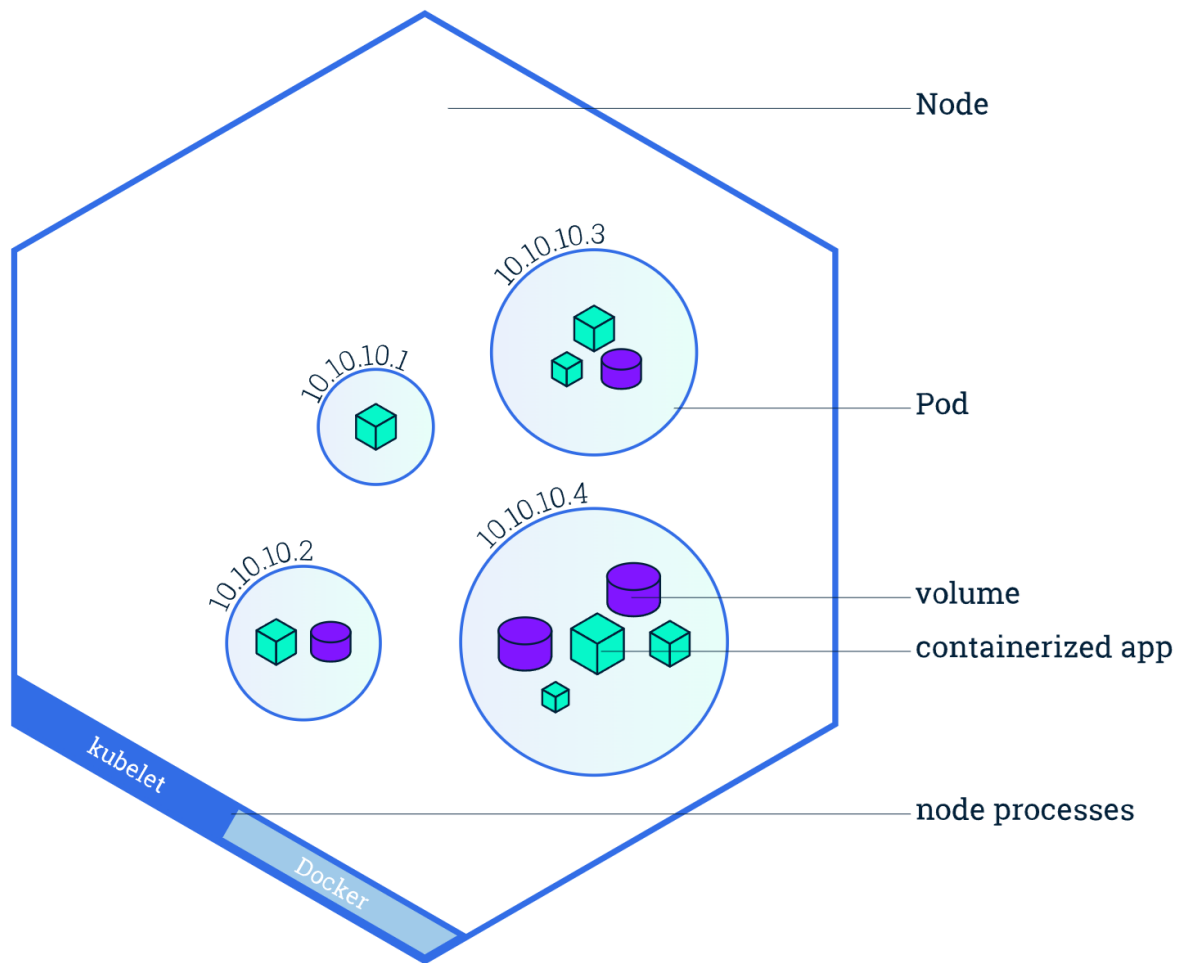 Node
10.10.10.3
10.10.10.1
Pod
10.10.10.4
10.10.10.2
volume
containerized app
kubelet
node processes
Docker